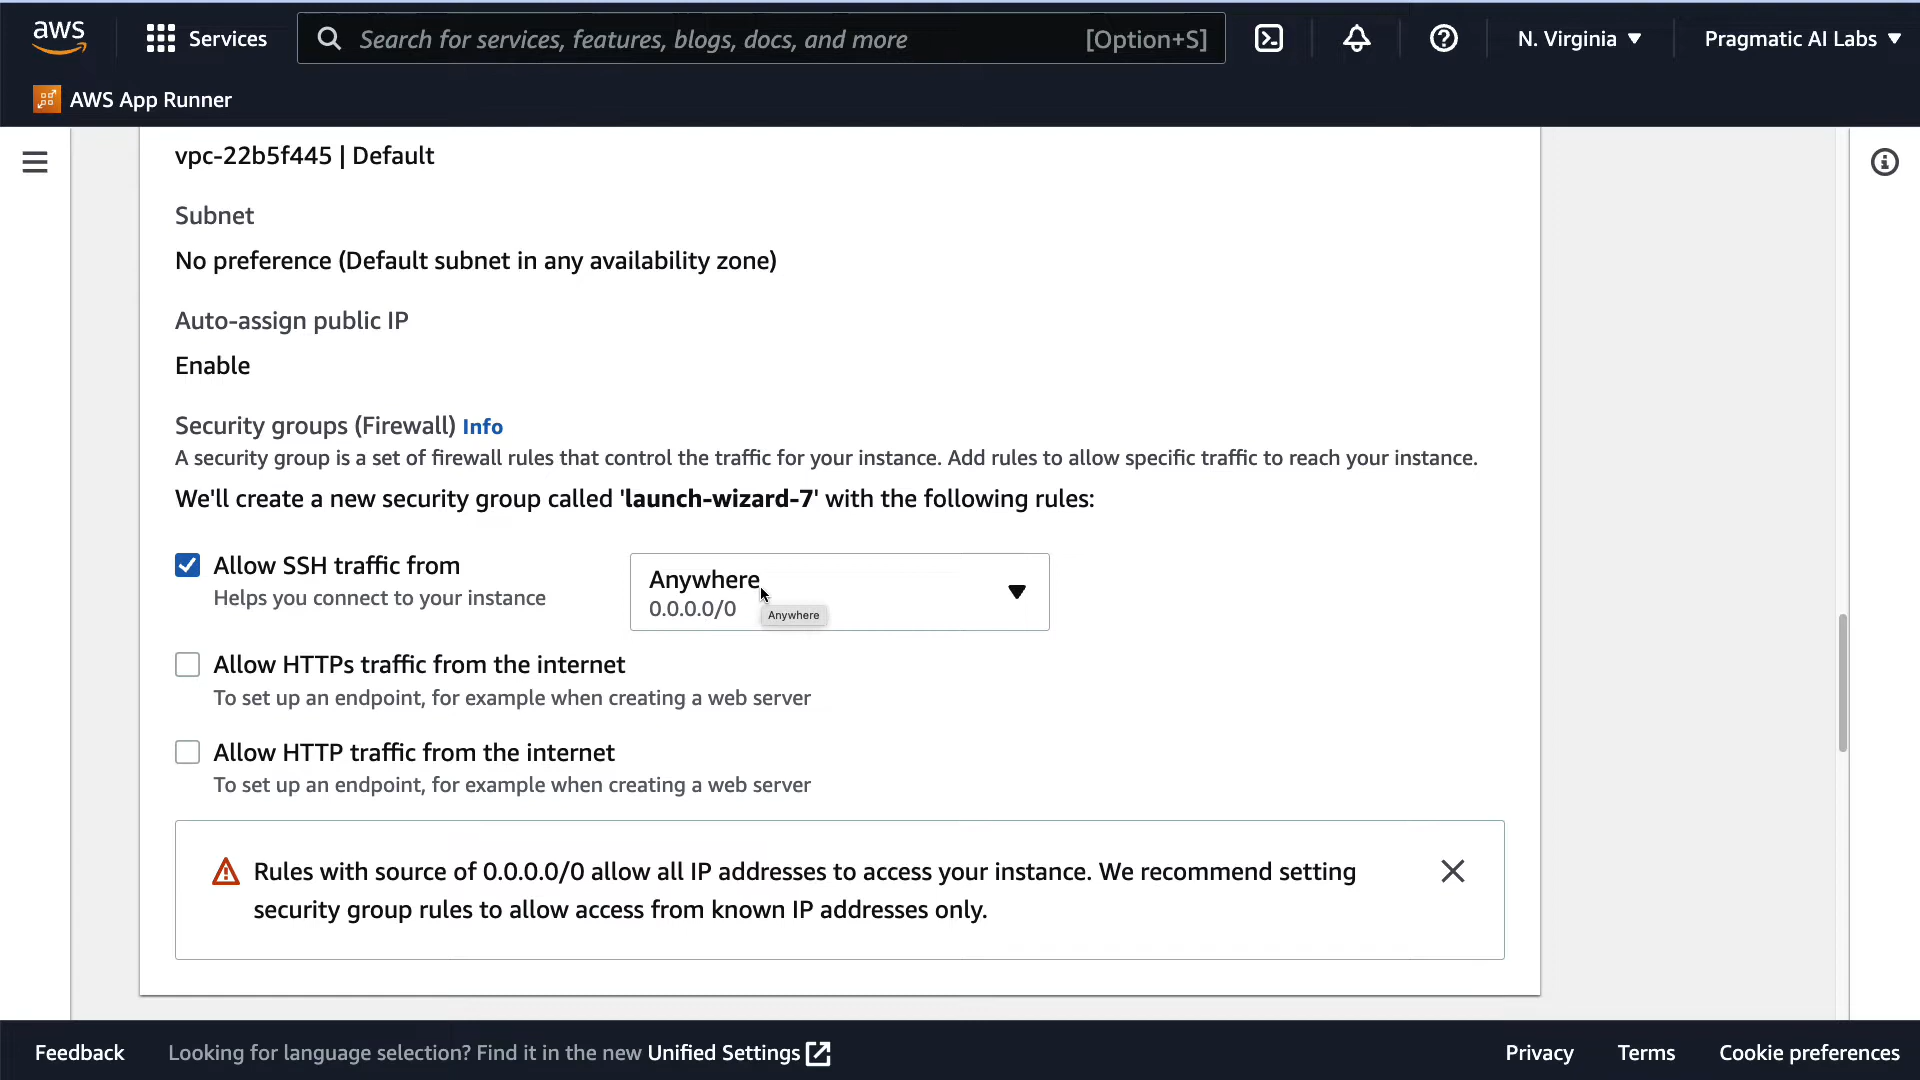 aws
Services
Search for services, features, blogs, docs, and more
[Option+S]
N. Virginia
Pragmatic AI Labs
AWS App Runner
vpc-22b5f445 | Default
Subnet
No preference (Default subnet in any availability zone)
Auto-assign public IP
Enable
Security groups (Firewall) Info
A security group is a set of firewall rules that control the traffic for your instance. Add rules to allow specific traffic to reach your instance.
We'll create a new security group called 'launch-wizard-7' with the following rules:
Allow SSH traffic from
Helps you connect to your instance
Anywhere
0.0.0.0/0
Anywhere
Allow HTTPs traffic from the internet
To set up an endpoint, for example when creating a web server
Allow HTTP traffic from the internet
To set up an endpoint, for example when creating a web server
Rules with source of 0.0.0.0/0 allow all IP addresses to access your instance. We recommend setting
security group rules to allow access from known IP addresses only.
Feedback
Looking for language selection? Find it in the new Unified Settings
Privacy
Terms
Cookie preferences